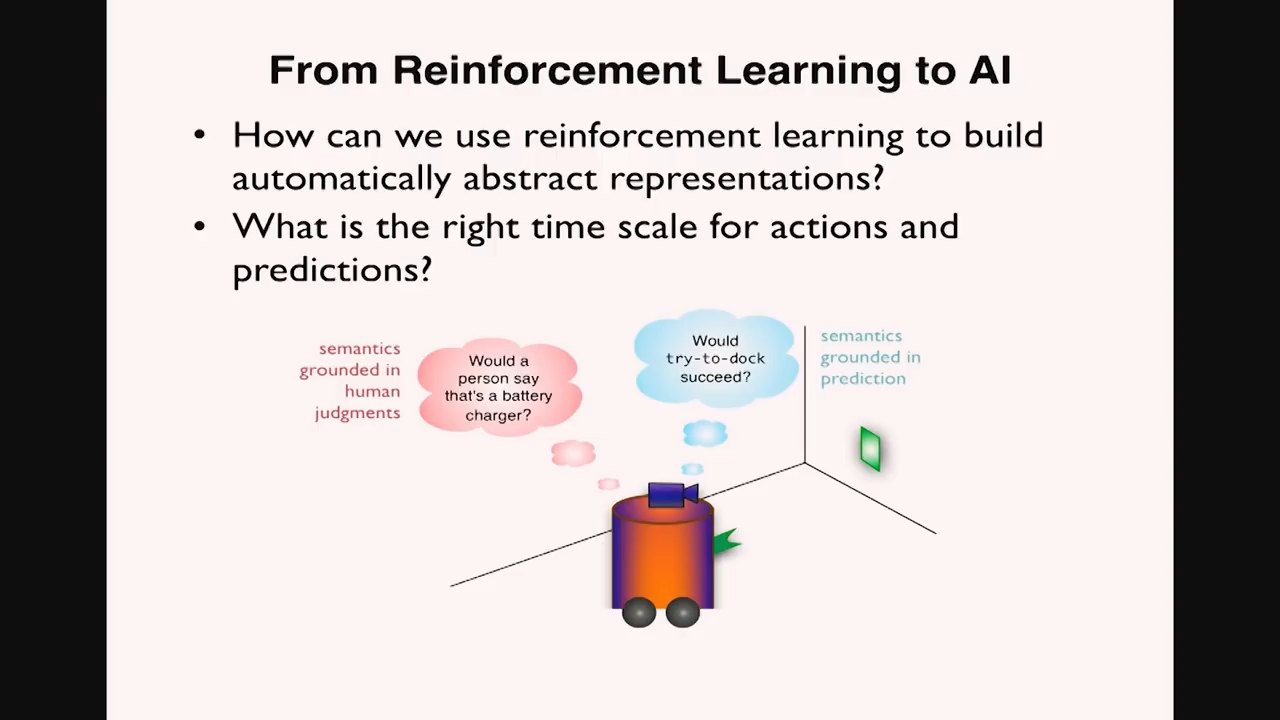 From Reinforcement Learning to AI
• How can we use reinforcement learning to build
automatically abstract representations?
• What is the right time scale for actions and
predictions?
semantics
grounded in
human
judgments
Would a
person say
that's a battery
charger?
Would
try-to-dock
succeed?
semantics
grounded in
prediction